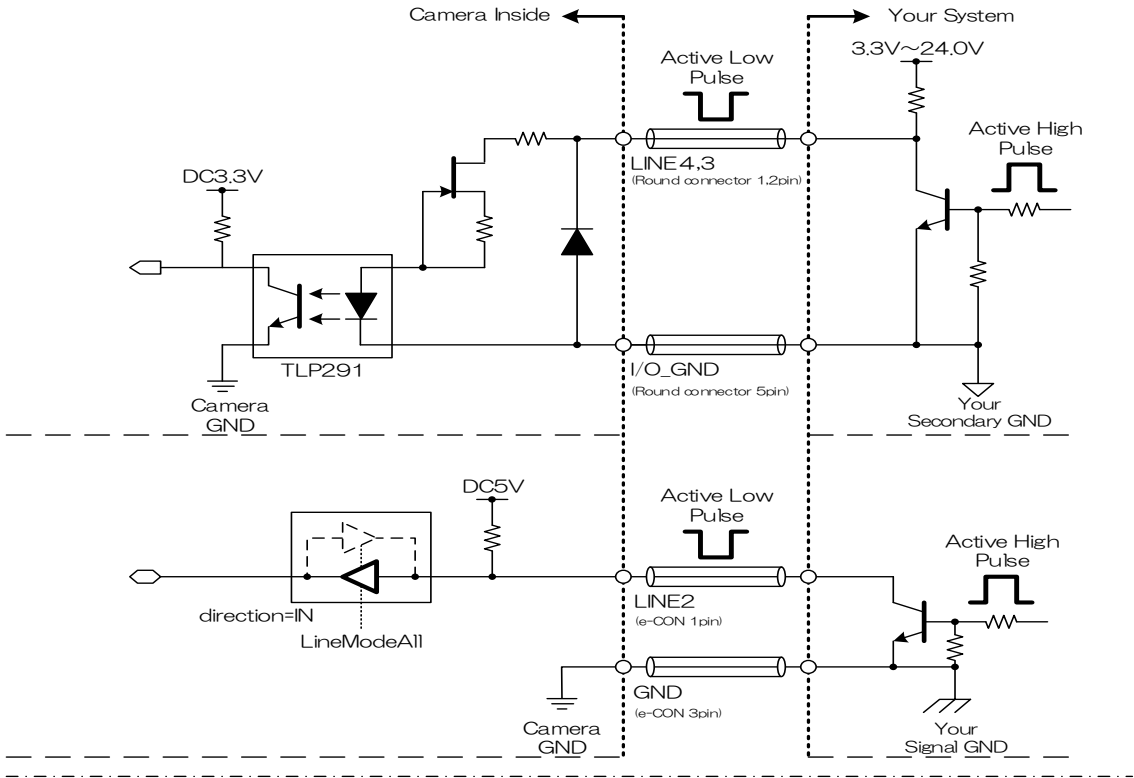 Camera Inside
Your System
3.3V～24.0V
Active Low
Pulse
Active High
Pulse
DC3.3V
LINE4,3
(Round connector 1,2pin)
TLP291
I/O_GND
(Round connector 5pin)
Camera
GND
Your
Secondary GND
DC5V
Active Low
Pulse
Active High
Pulse
direction=IN
LineModeAll
LINE2
(e-CON 1pin)
GND
(e-CON 3pin)
Camera
GND
Your
Signal GND